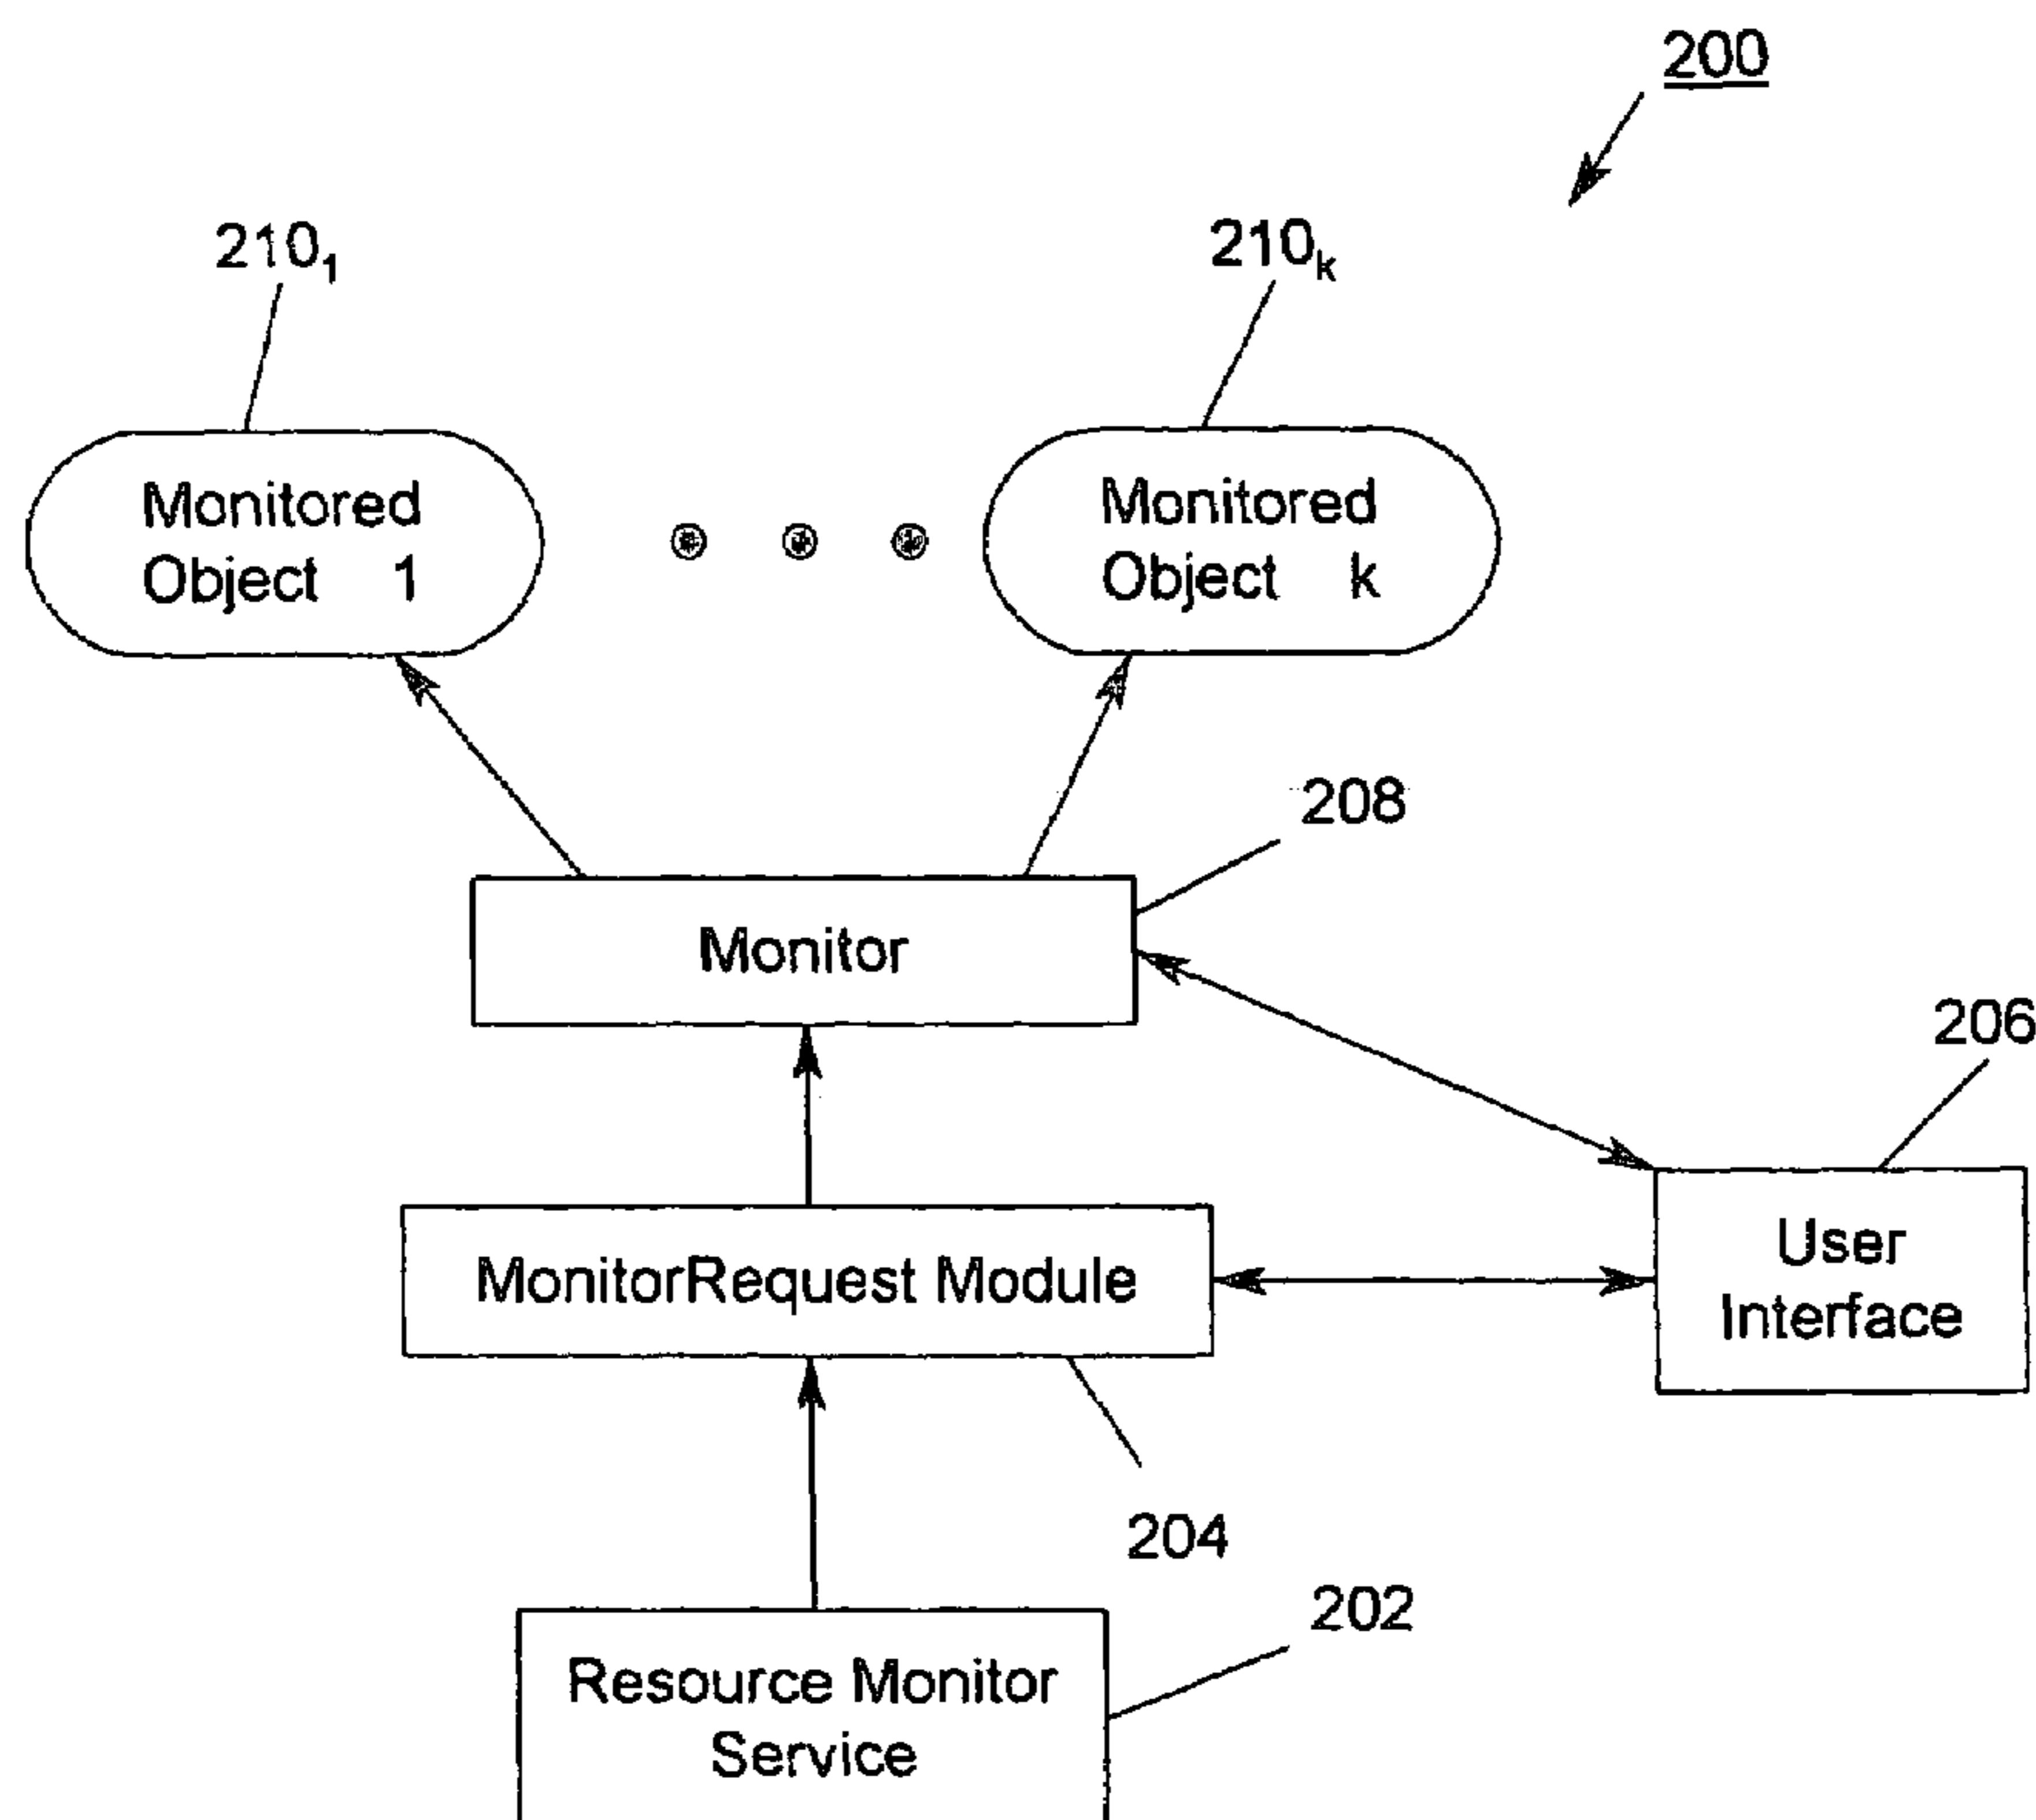 200
210₁
210ₖ
Monitored
Object 1
Monitored
Object k
208
Monitor
206
User
Interface
MonitorRequest Module
204
202
Resource Monitor
Service